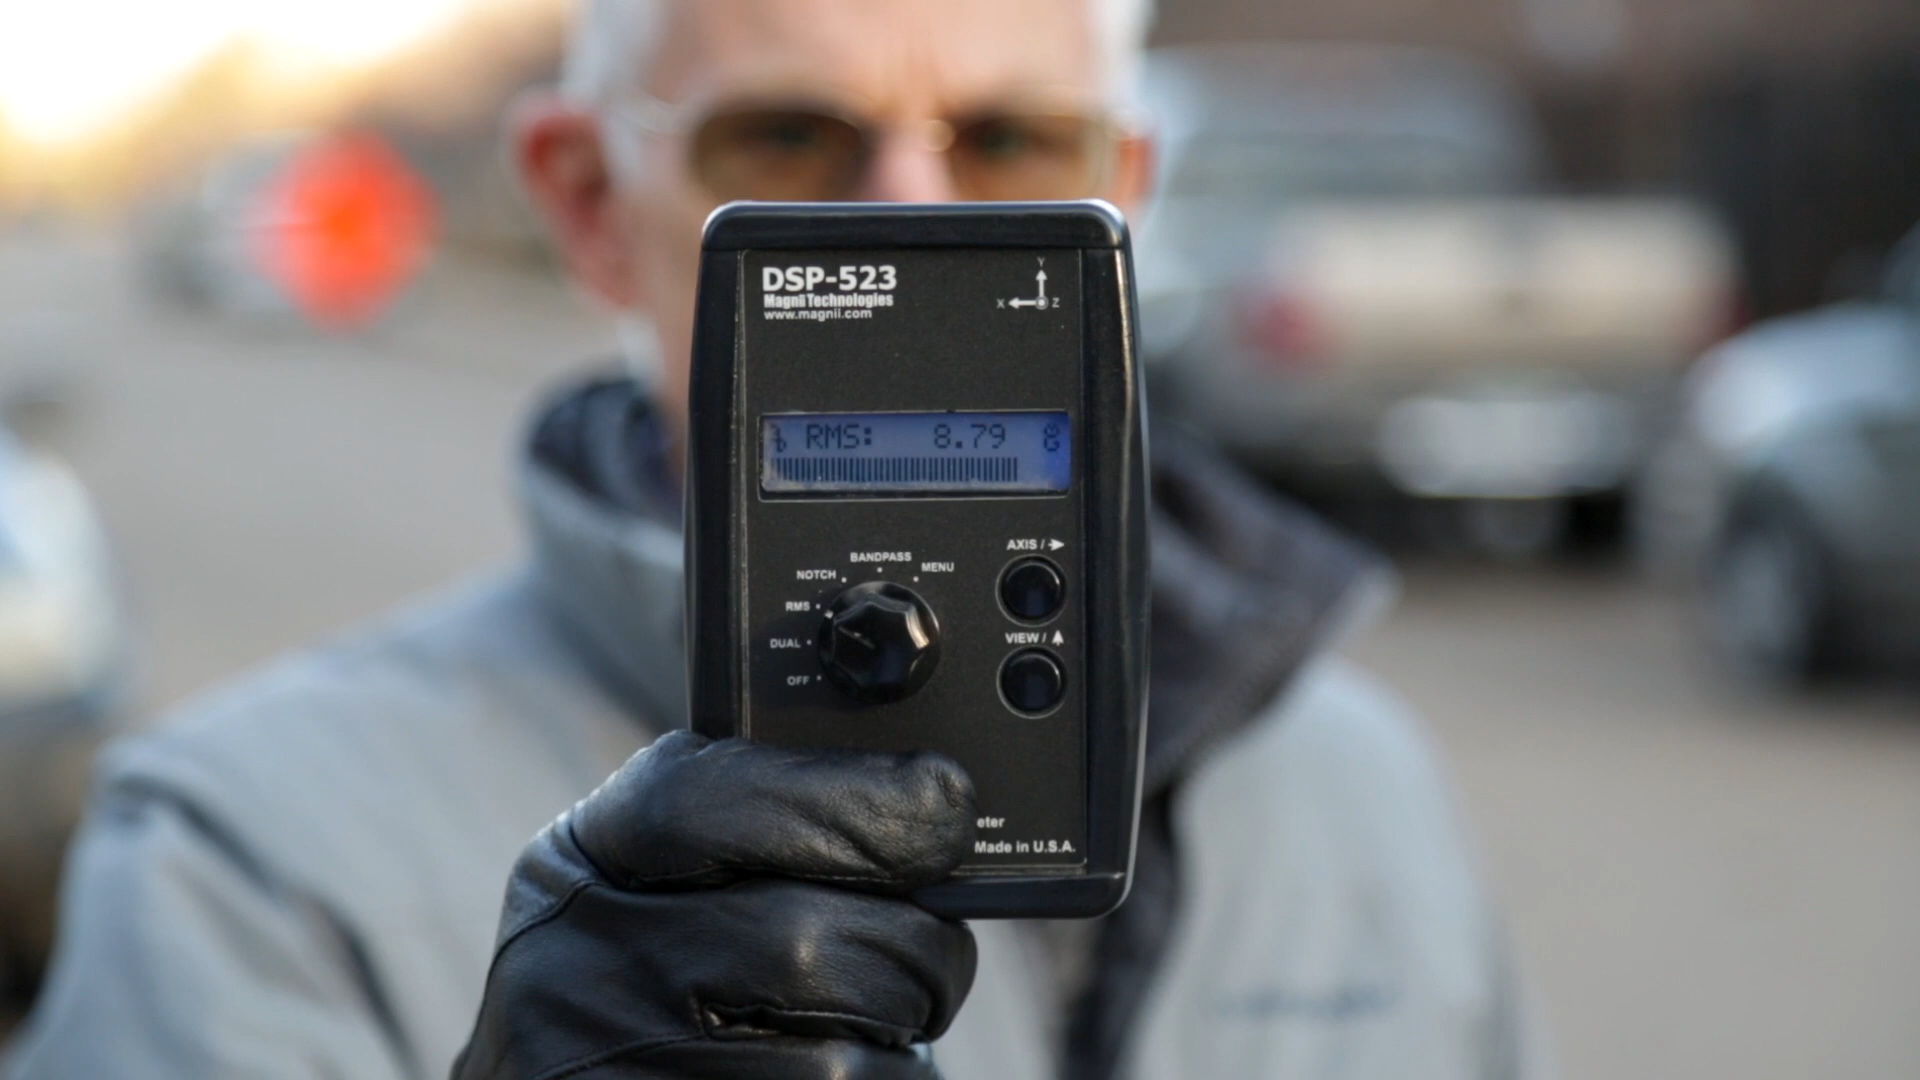 DSP-523
Magnii Technologies
www.magnii.com
Y
X Z
RMS: 8.79 mG
BANDPASS
NOTCH MENU
RMS
DUAL
OFF
AXIS /
VIEW /
eter
Made in U.S.A.